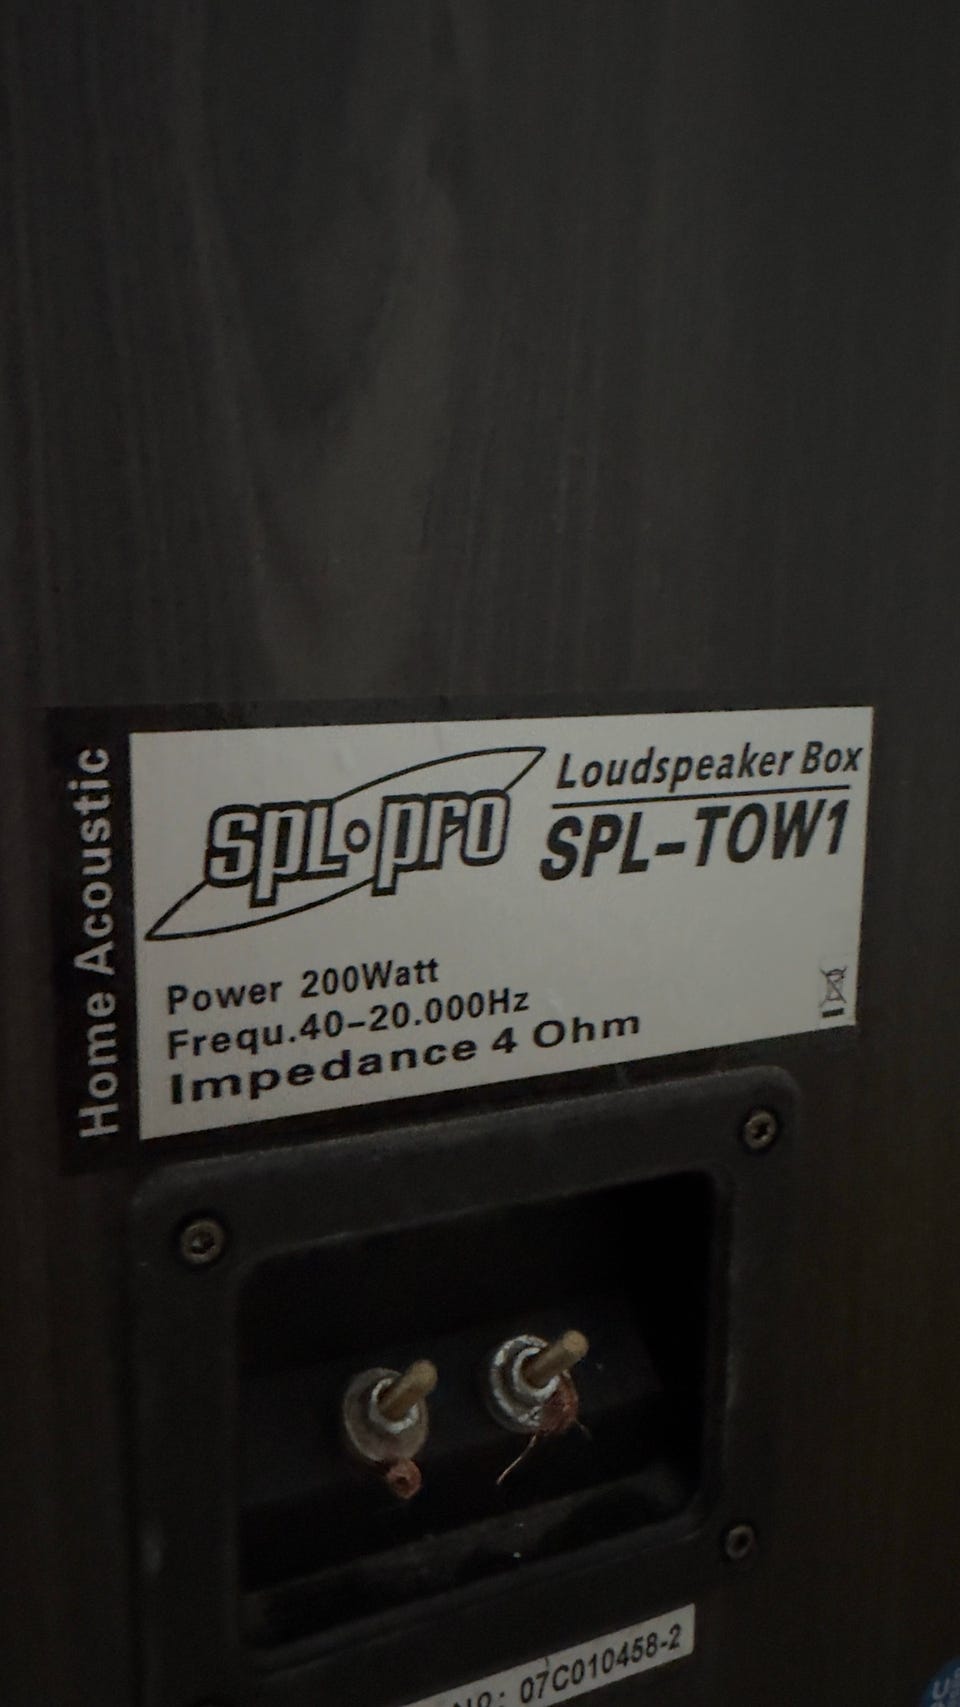 Home Acoustic
SPL•PRO
Loudspeaker Box
SPL-TOW1
Power 200Watt
Frequ.40-20.000Hz
Impedance 4 Ohm
07C010458-2